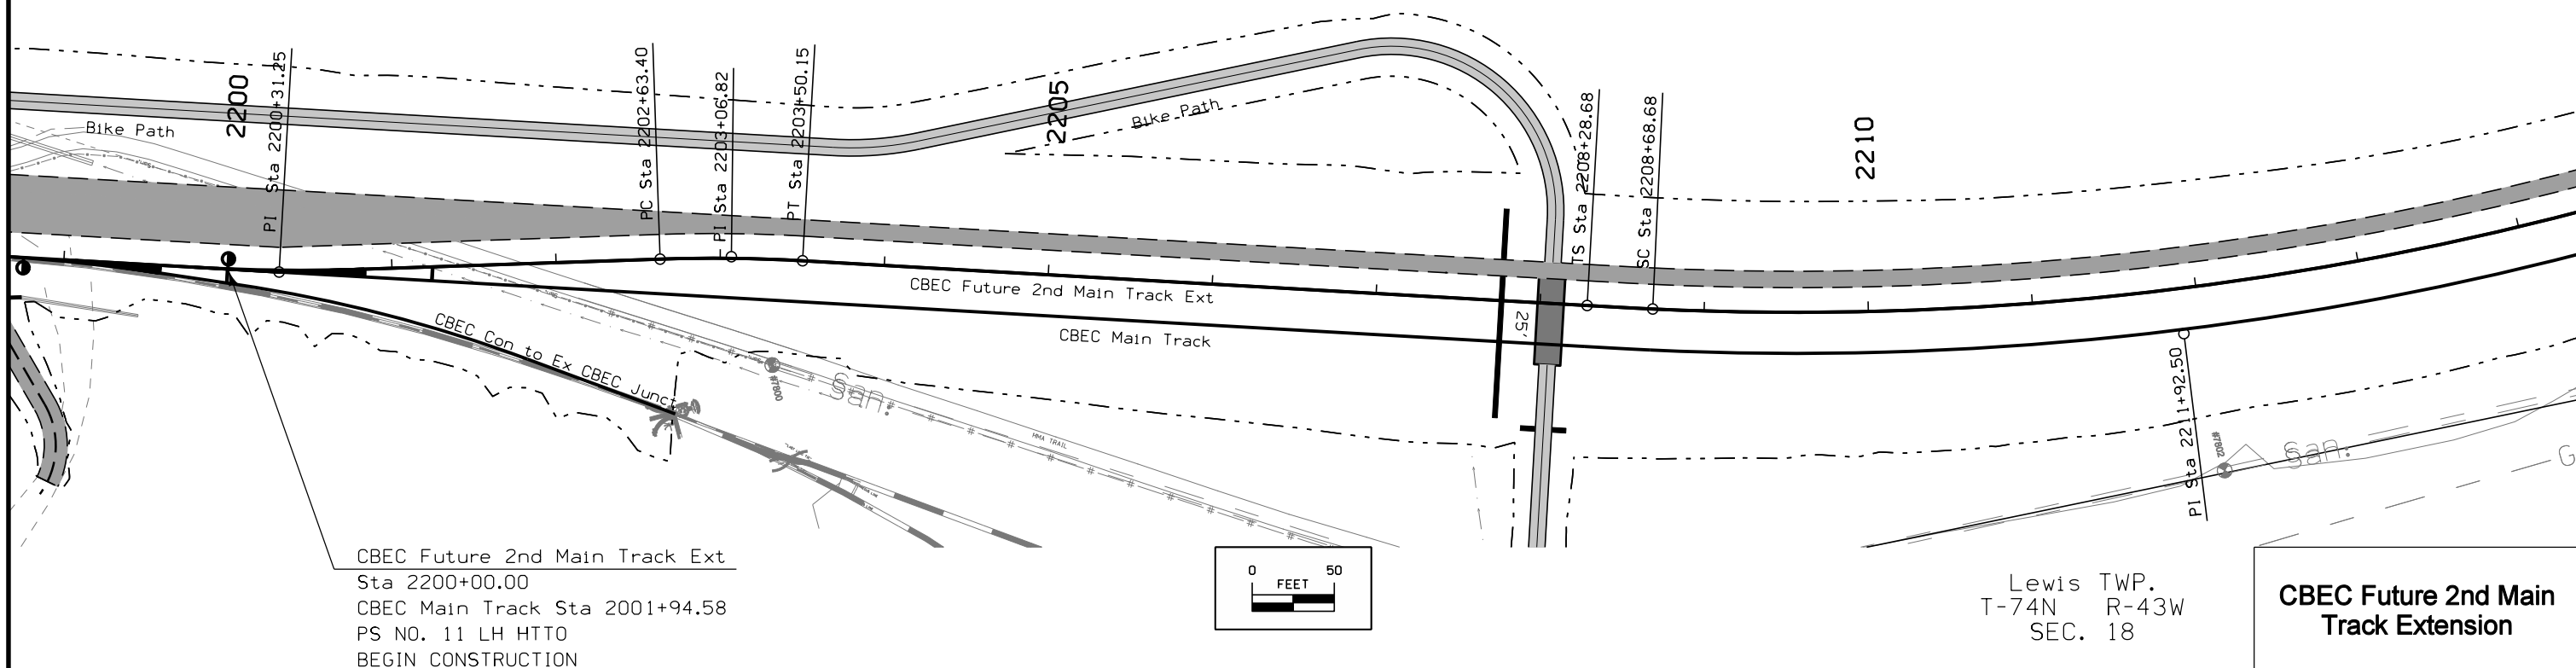 2200
PI Sta 2200+31.25
PC Sta 2202+63.40
PI Sta 2203+06.82
PT Sta 2203+50.15
2205
TS Sta 2208+28.68
SC Sta 2208+68.68
2210
Bike Path
Bike Path
CBEC Future 2nd Main Track Ext
CBEC Main Track
25'
CBEC Con to Ex CBEC Junct
#7800
San.
HMA TRAIL
PI Sta 2211+92.50
#7802
San.
G
CBEC Future 2nd Main Track Ext
Sta 2200+00.00
CBEC Main Track Sta 2001+94.58
PS NO. 11 LH HTTO
BEGIN CONSTRUCTION
0 50
FEET
Lewis TWP.
T-74N R-43W
SEC. 18
CBEC Future 2nd Main
Track Extension